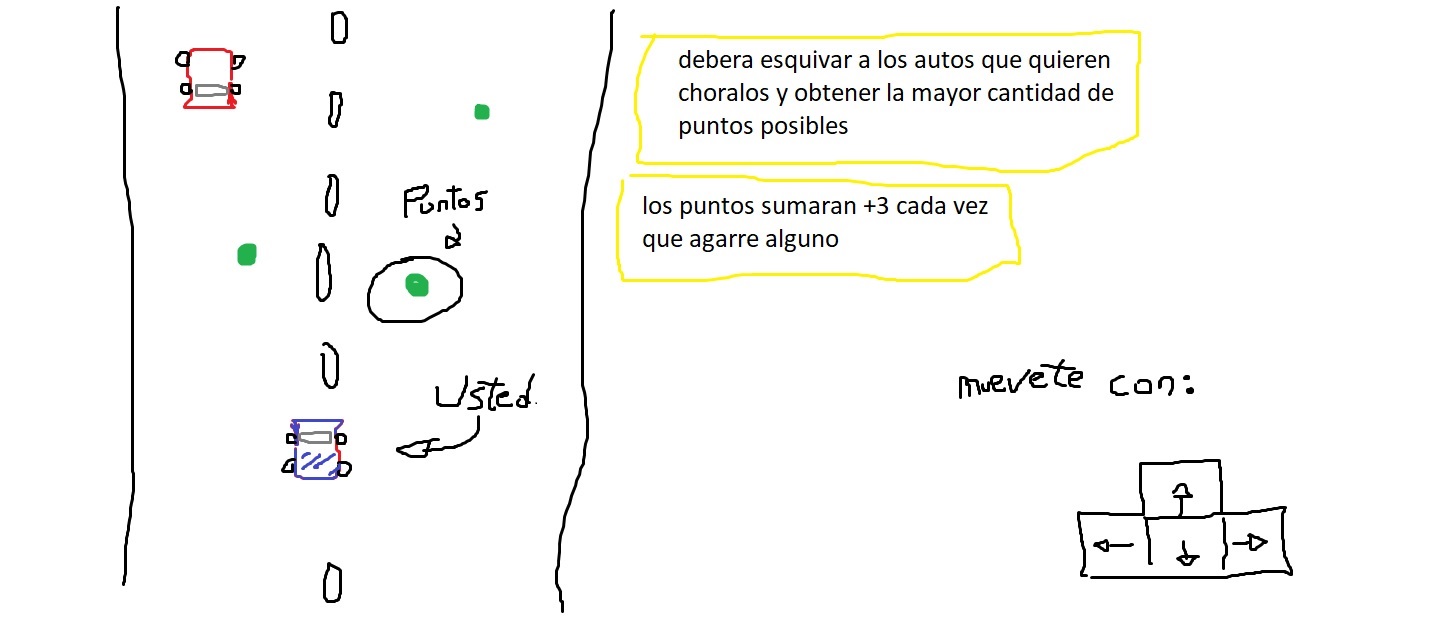 debera esquivar a los autos que quieren
choralos y obtener la mayor cantidad de
puntos posibles
Puntos
los puntos sumaran +3 cada vez
que agarre alguno
Usted.
muevete con: